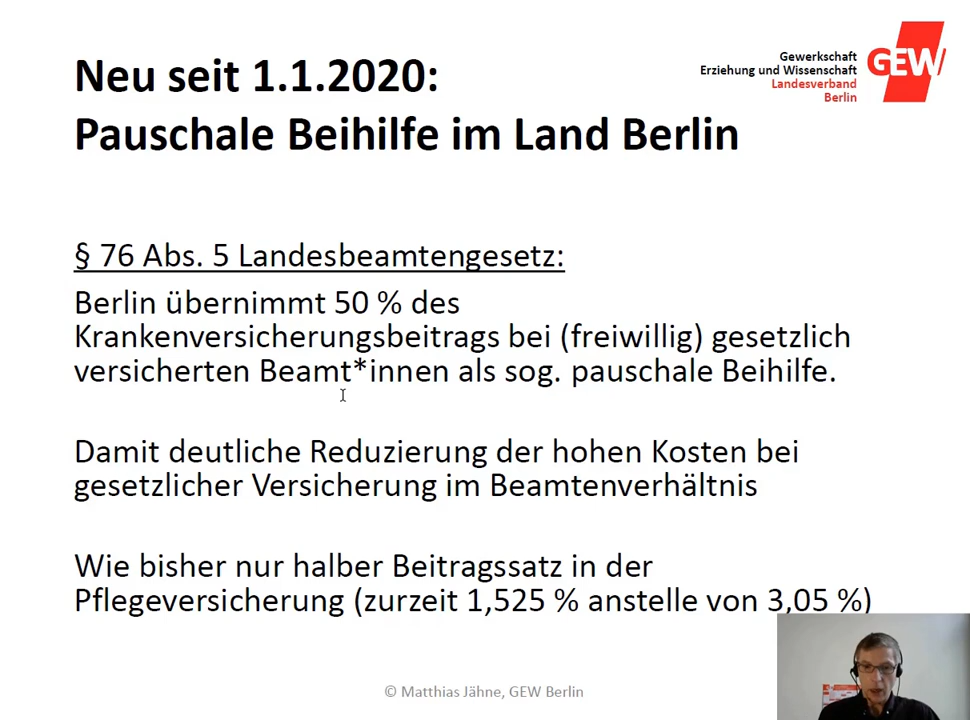 Neu seit 1.1.2020:
Pauschale Beihilfe im Land Berlin
Gewerkschaft
Erziehung und Wissenschaft
Landesverband
Berlin
GEW
§ 76 Abs. 5 Landesbeamtengesetz:
Berlin übernimmt 50 % des
Krankenversicherungsbeitrags bei (freiwillig) gesetzlich
versicherten Beamt*innen als sog. pauschale Beihilfe.
Damit deutliche Reduzierung der hohen Kosten bei
gesetzlicher Versicherung im Beamtenverhältnis
Wie bisher nur halber Beitragssatz in der
Pflegeversicherung (zurzeit 1,525 % anstelle von 3,05 %)
© Matthias Jähne, GEW Berlin